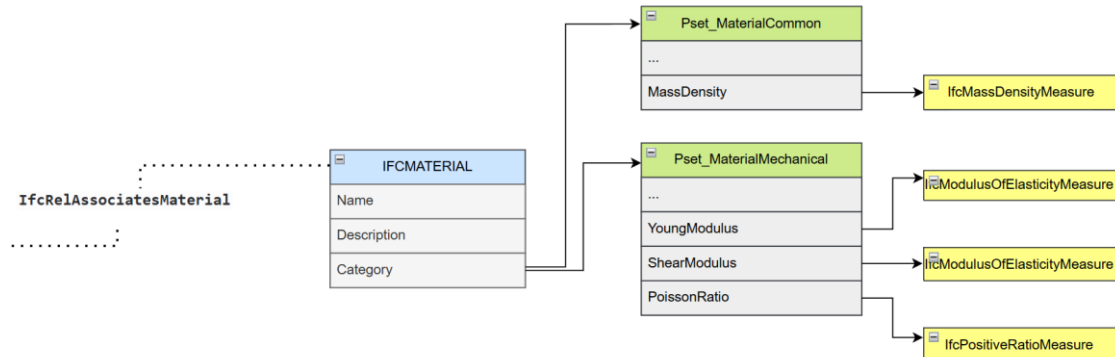 Pset_MaterialCommon
...
MassDensity
IfcMassDensityMeasure
IfcRelAssociatesMaterial
IFCMATERIAL
Name
Description
Category
Pset_MaterialMechanical
...
YoungModulus
ShearModulus
PoissonRatio
IfcModulusOfElasticityMeasure
IfcModulusOfElasticityMeasure
IfcPositiveRatioMeasure